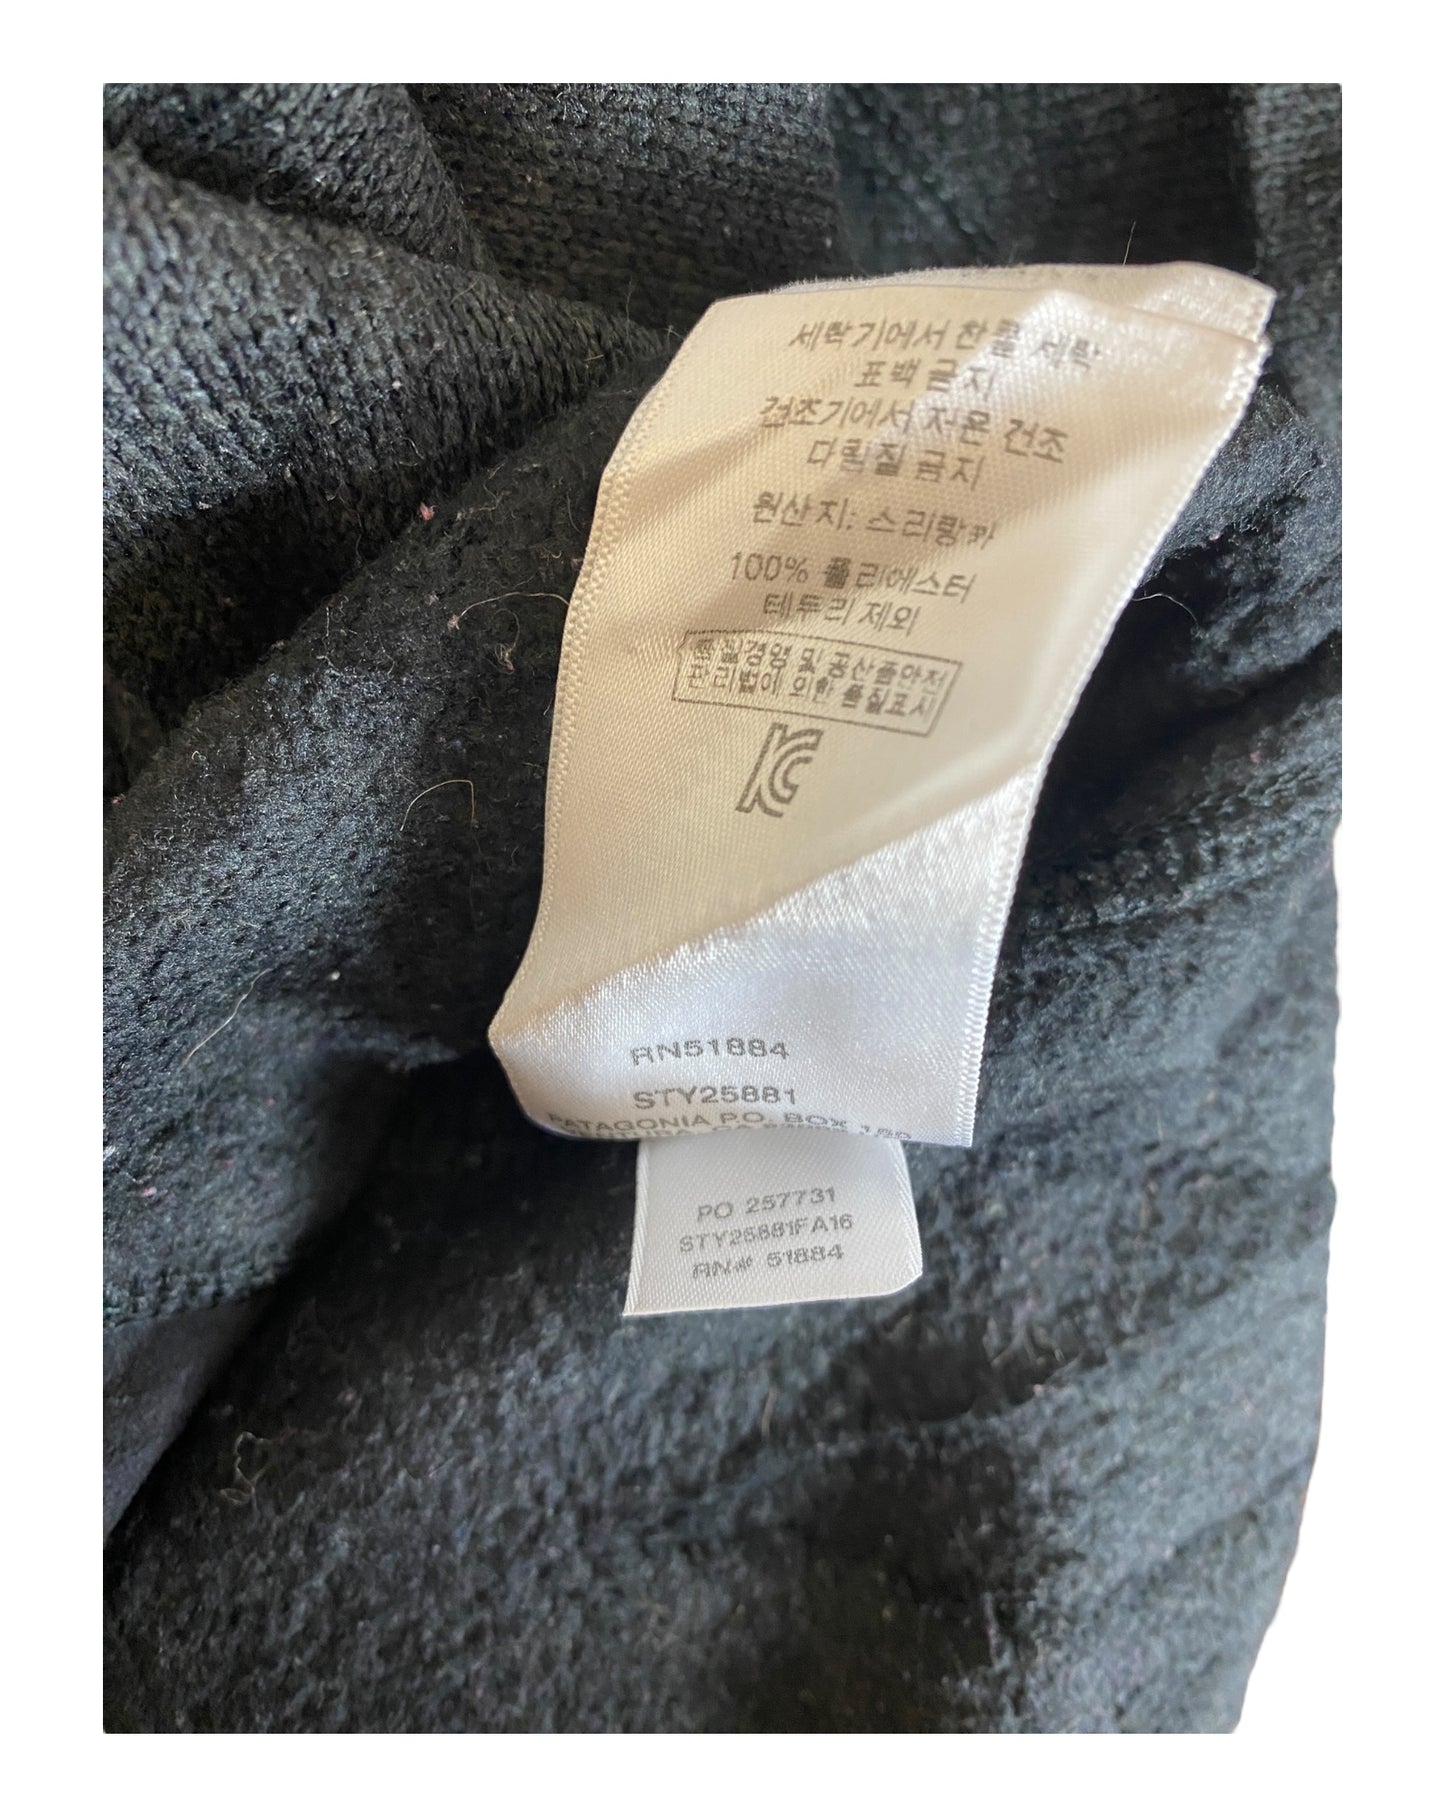 세탁기에서 찬물 세탁
표백 금지
건조기에서 저온 건조
다림질 금지
원산지: 스리랑카
100% 폴리에스터
테두리 제외
품질경영 및 공산품안전
관리법에 의한 품질표시
RN51884
STY25881
PATAGONIA P.O. BOX 150
PO 257731
STY25881FA16
RN# 51884